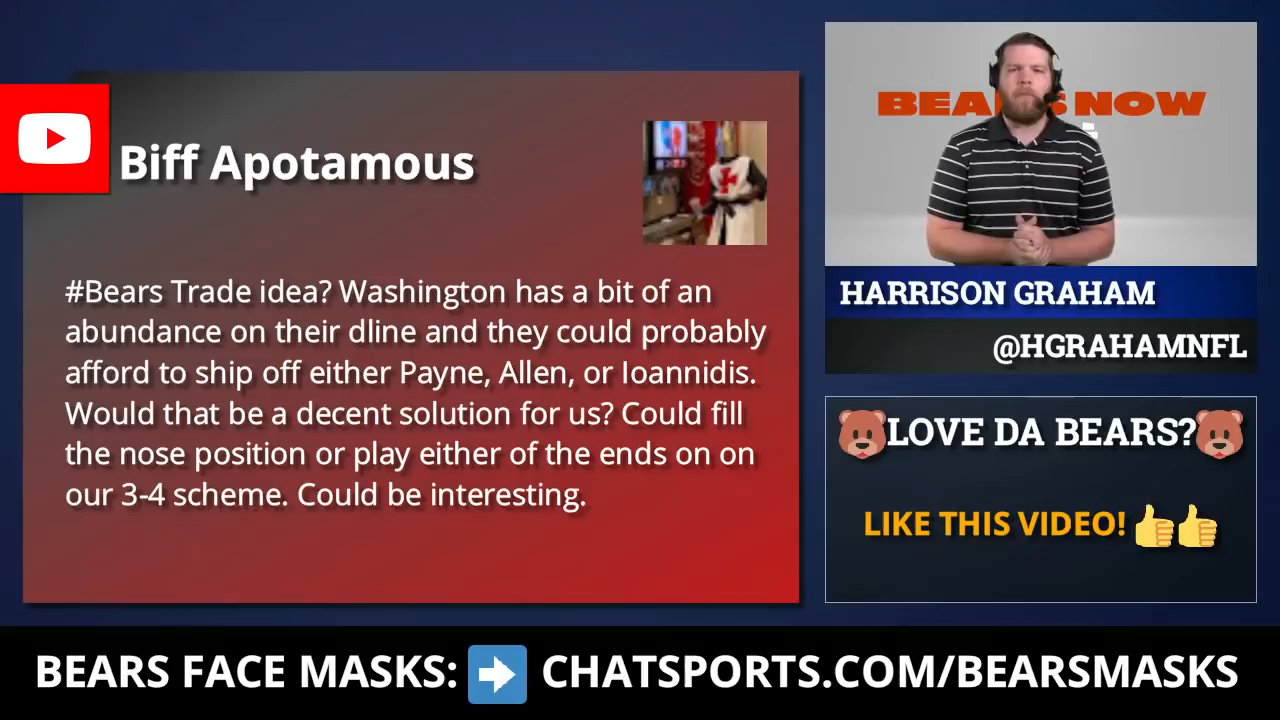 Biff Apotamous
#Bears Trade idea? Washington has a bit of an
abundance on their dline and they could probably
afford to ship off either Payne, Allen, or Ioannidis.
Would that be a decent solution for us? Could fill
the nose position or play either of the ends on on
our 3-4 scheme. Could be interesting.
BEARS NOW
HARRISON GRAHAM
@HGRAHAMNFL
LOVE DA BEARS?
LIKE THIS VIDEO!
BEARS FACE MASKS: CHATSPORTS.COM/BEARSMASKS